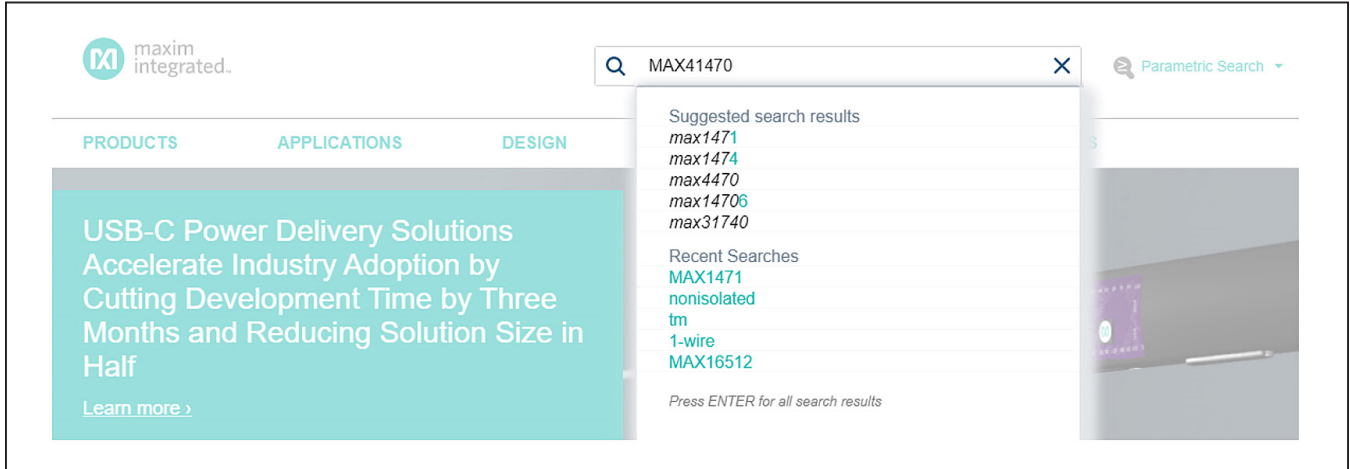 maxim
integrated™
MAX41470
Parametric Search
PRODUCTS
APPLICATIONS
DESIGN
S
USB-C Power Delivery Solutions
Accelerate Industry Adoption by
Cutting Development Time by Three
Months and Reducing Solution Size in
Half
Learn more ›
Suggested search results
max1471
max1474
max4470
max14706
max31740
Recent Searches
MAX1471
nonisolated
tm
1-wire
MAX16512
Press ENTER for all search results